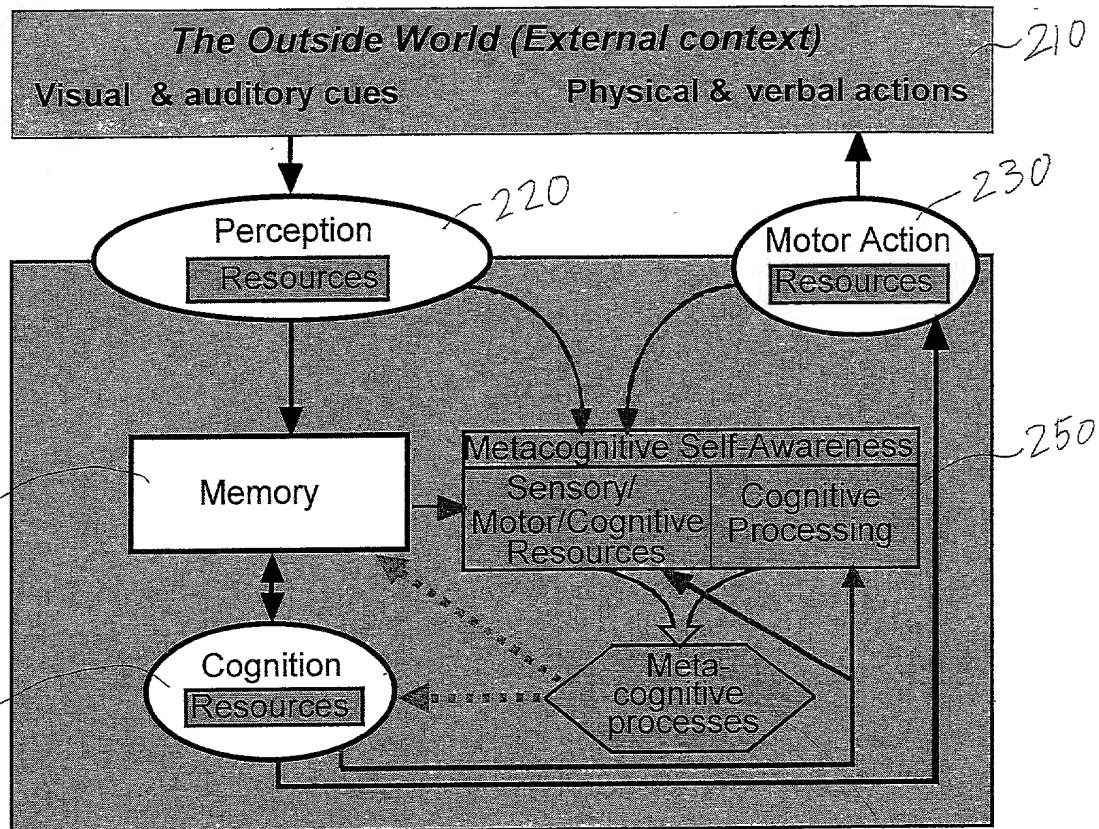 The Outside World (External context)
210
Visual & auditory cues
Physical & verbal actions
220
230
Perception
Resources
Motor Action
Resources
250
Metacognitive Self-Awareness
Memory
Sensory/
Motor/Cognitive
Resources
Cognitive
Processing
Cognition
Resources
Meta-
cognitive
processes